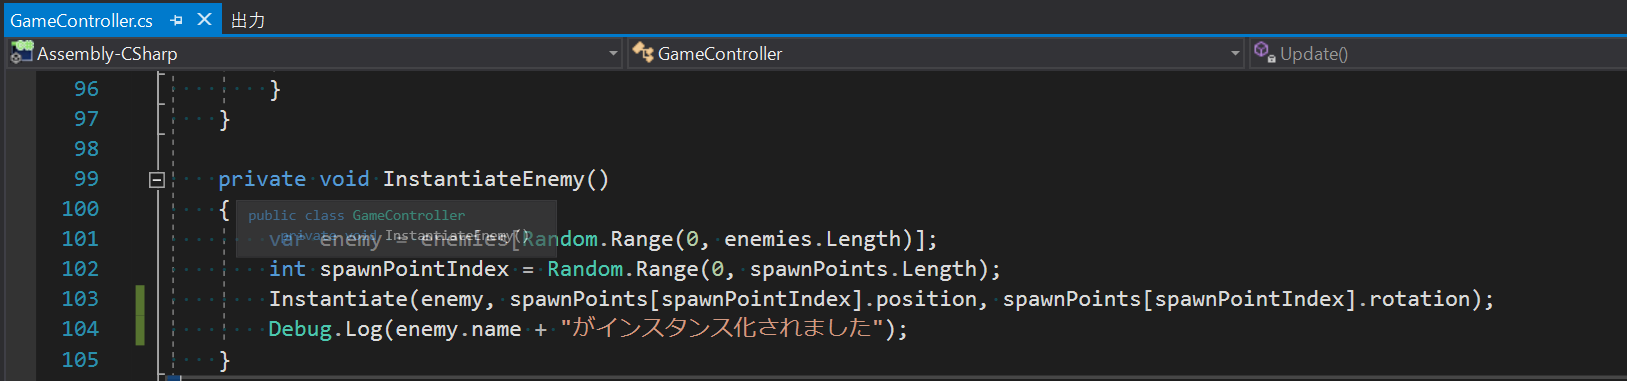 GameController.cs 出力
Assembly-CSharp GameController Update()
96 }
97 }
98
99 private void InstantiateEnemy()
100 {
public class GameController
private void InstantiateEnemy()
101 var enemy = enemies[Random.Range(0, enemies.Length)];
102 int spawnPointIndex = Random.Range(0, spawnPoints.Length);
103 Instantiate(enemy, spawnPoints[spawnPointIndex].position, spawnPoints[spawnPointIndex].rotation);
104 Debug.Log(enemy.name + "がインスタンス化されました");
105 }